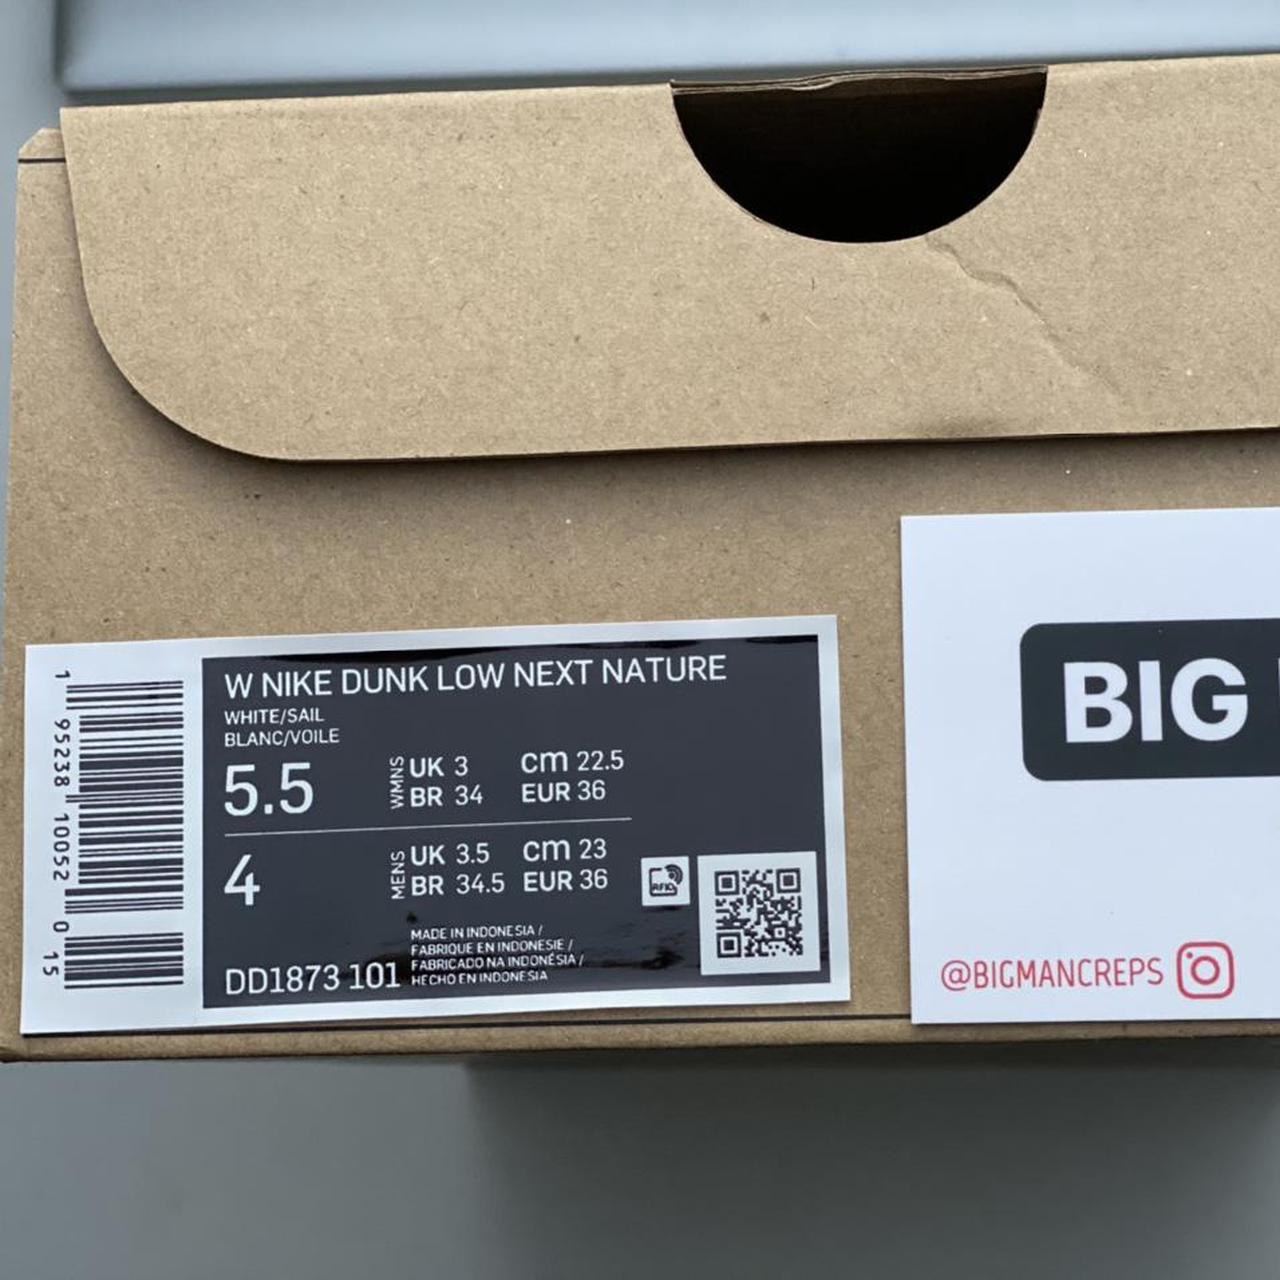 1 95238 10052 0 15
W NIKE DUNK LOW NEXT NATURE
WHITE/SAIL
BLANC/VOILE
5.5 WMNS UK 3 cm 22.5
BR 34 EUR 36
4 MENS UK 3.5 cm 23
BR 34.5 EUR 36
RFID
MADE IN INDONESIA /
FABRIQUE EN INDONESIE /
FABRICADO NA INDONÉSIA /
HECHO EN INDONESIA
DD1873 101
BIG
@BIGMANCREPS